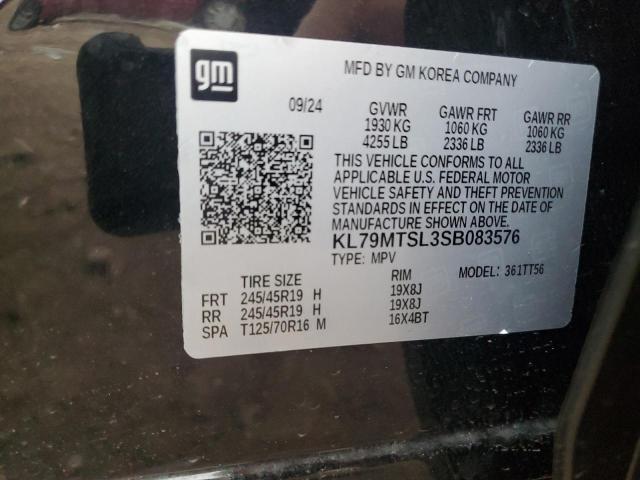 gm
MFD BY GM KOREA COMPANY
09/24 GVWR GAWR FRT GAWR RR
1930 KG 1060 KG 1060 KG
4255 LB 2336 LB 2336 LB
THIS VEHICLE CONFORMS TO ALL
APPLICABLE U.S. FEDERAL MOTOR
VEHICLE SAFETY AND THEFT PREVENTION
STANDARDS IN EFFECT ON THE DATE OF
MANUFACTURE SHOWN ABOVE.
KL79MTSL3SB083576
TYPE: MPV MODEL: 361TT56
TIRE SIZE RIM
FRT 245/45R19 H 19X8J
RR 245/45R19 H 19X8J
SPA T125/70R16 M 16X4BT